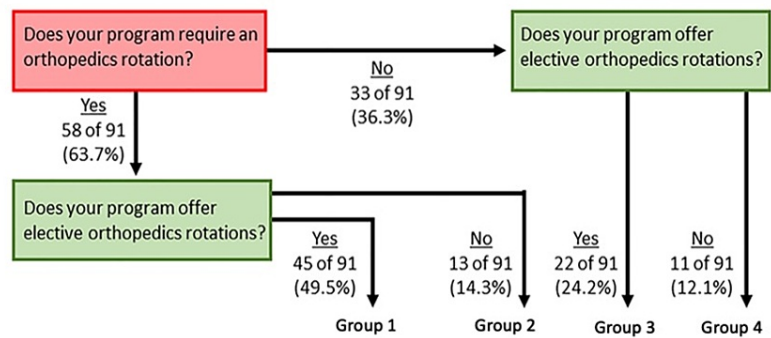 Does your program require an
orthopedics rotation?
No
33 of 91
(36.3%)
Does your program offer
elective orthopedics rotations?
Yes
58 of 91
(63.7%)
Does your program offer
elective orthopedics rotations?
Yes
45 of 91
(49.5%)
No
13 of 91
(14.3%)
Yes
22 of 91
(24.2%)
No
11 of 91
(12.1%)
Group 1
Group 2
Group 3
Group 4